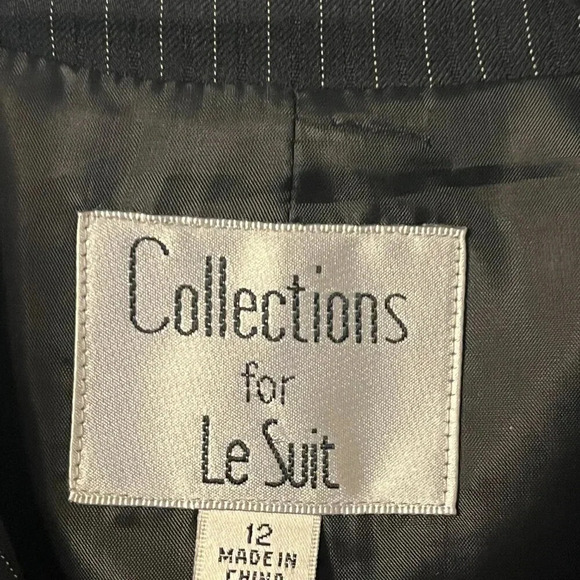 Collections
for
Le Suit
12
MADE IN
CHINA